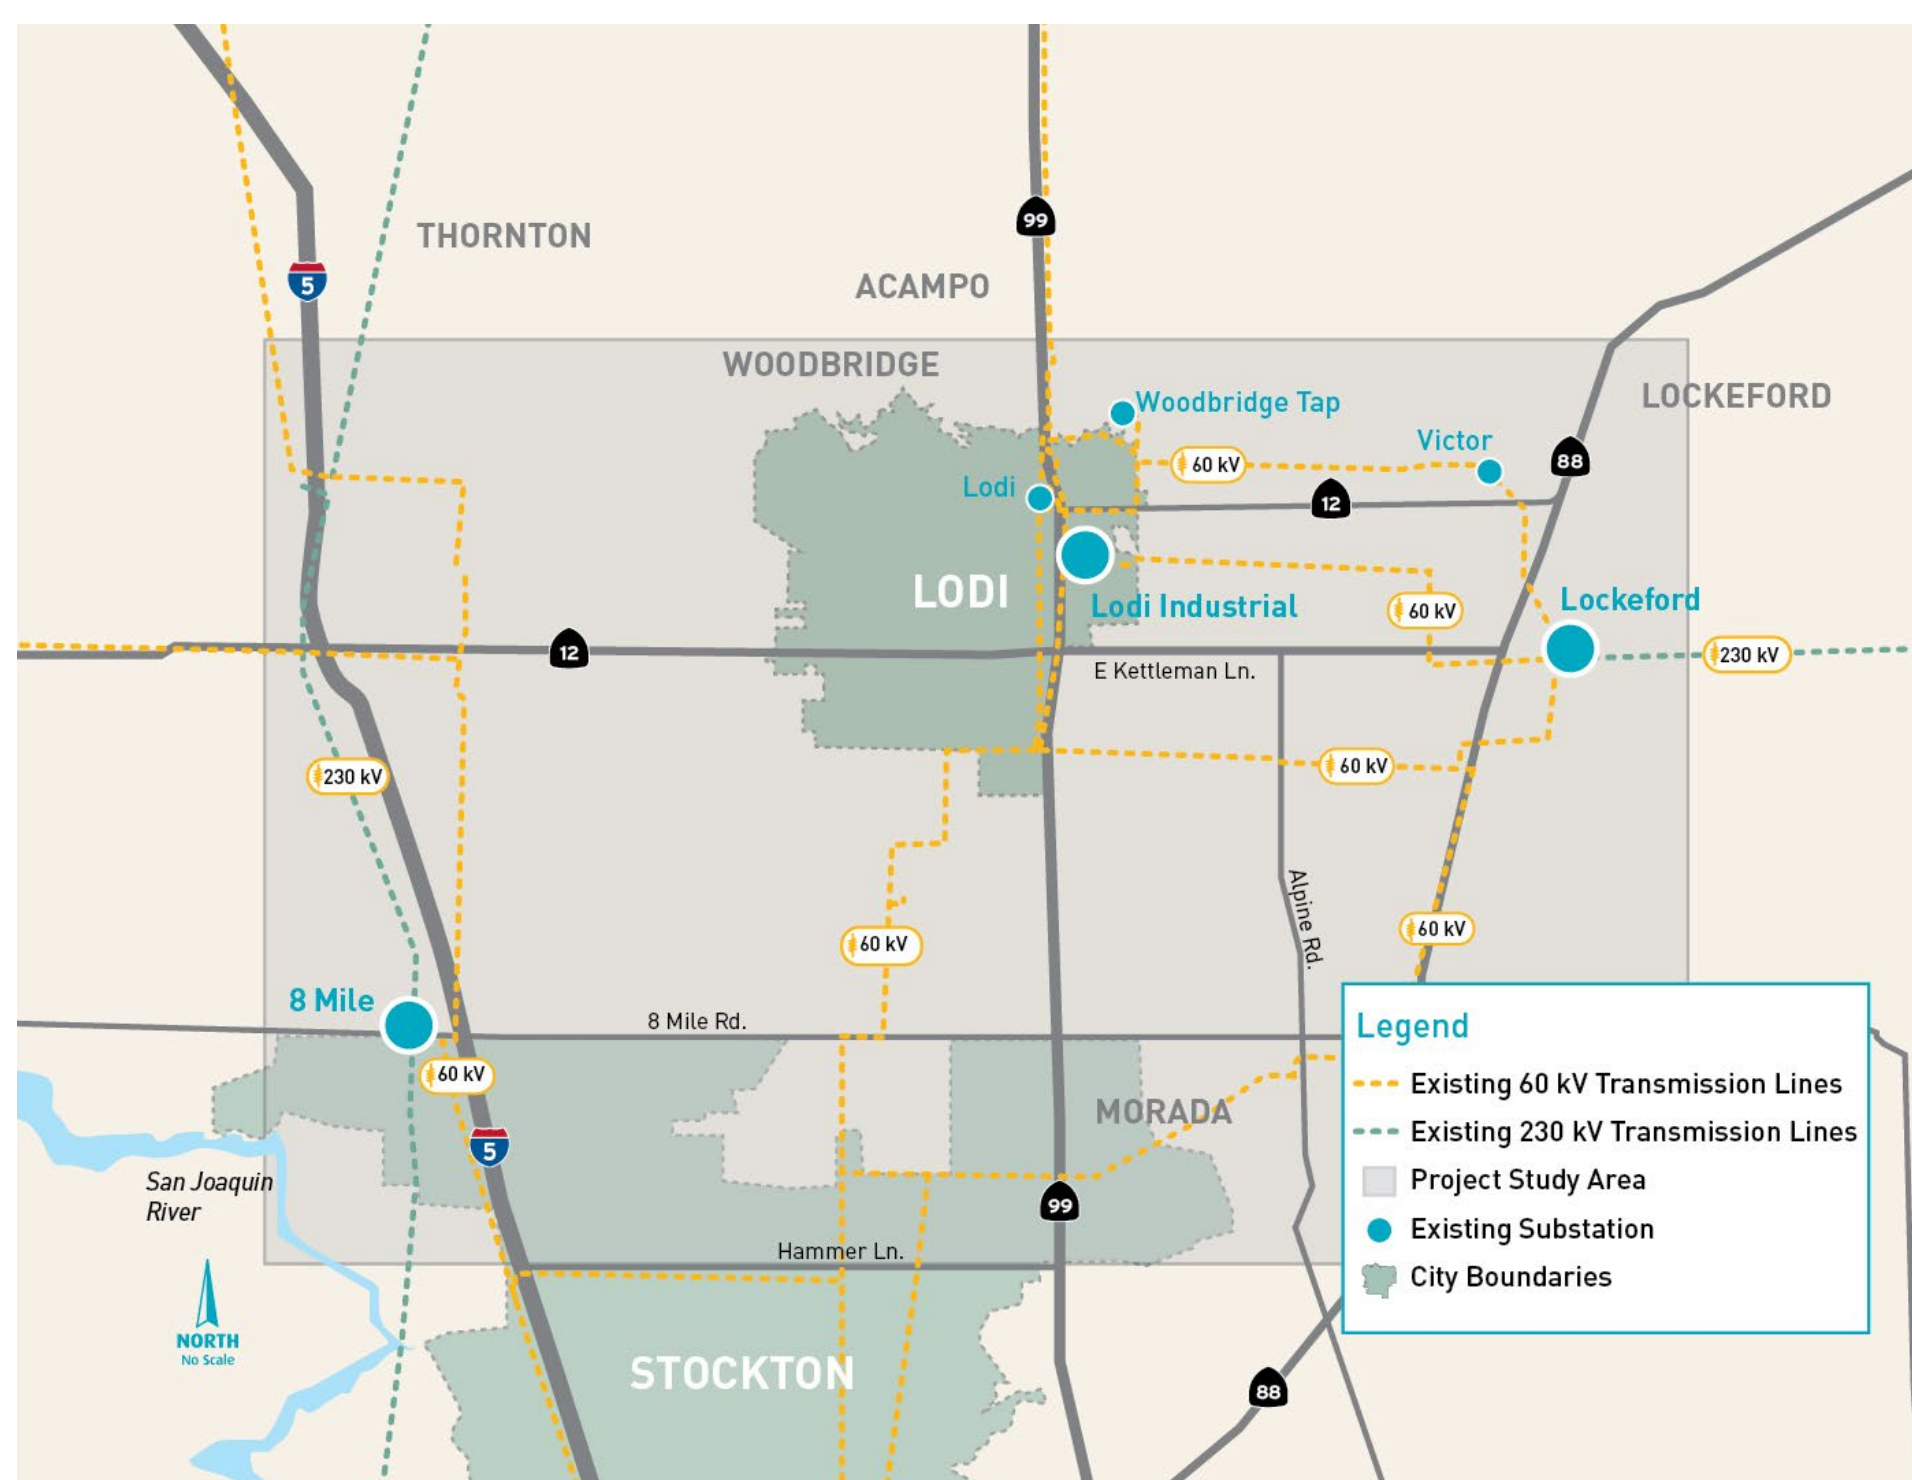 THORNTON
99
5
ACAMPO
WOODBRIDGE
LOCKEFORD
Woodbridge Tap
Victor
88
60 kV
Lodi
12
LODI
Lodi Industrial
60 kV
Lockeford
12
E Kettleman Ln.
230 kV
230 kV
60 kV
Alpine Rd.
60 kV
60 kV
8 Mile
8 Mile Rd.
60 kV
MORADA
5
San Joaquin
River
99
Hammer Ln.
NORTH
No Scale
STOCKTON
88
Legend
Existing 60 kV Transmission Lines
Existing 230 kV Transmission Lines
Project Study Area
Existing Substation
City Boundaries